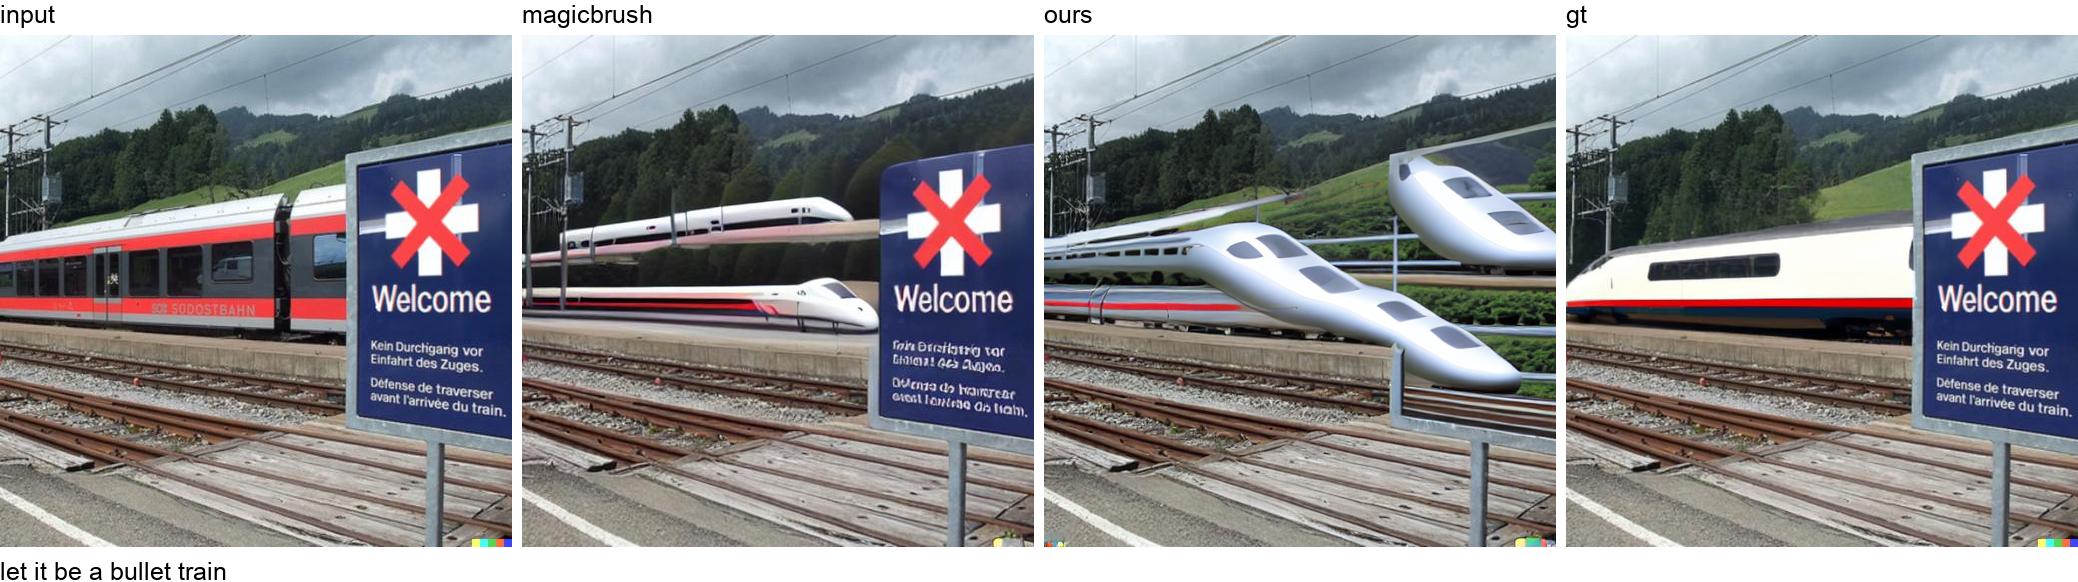 input
magicbrush
ours
gt
SOB SÜDOSTBAHN
Welcome
Kein Durchgang vor
Einfahrt des Zuges.
Défense de traverser
avant l'arrivée du train.
Welcome
Welcome
Kein Durchgang vor
Einfahrt des Zuges.
Défense de traverser
avant l'arrivée du train.
let it be a bullet train